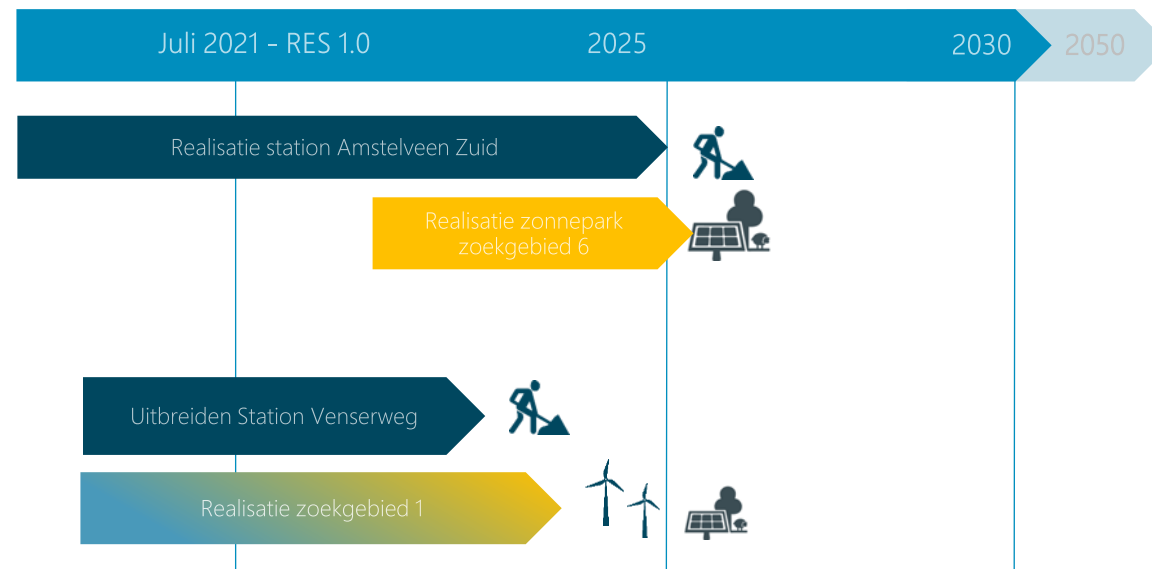 Juli 2021 - RES 1.0
2025
2030
2050
Realisatie station Amstelveen Zuid
Realisatie zonnepark
zoekgebied 6
Uitbreiden Station Venserweg
Realisatie zoekgebied 1